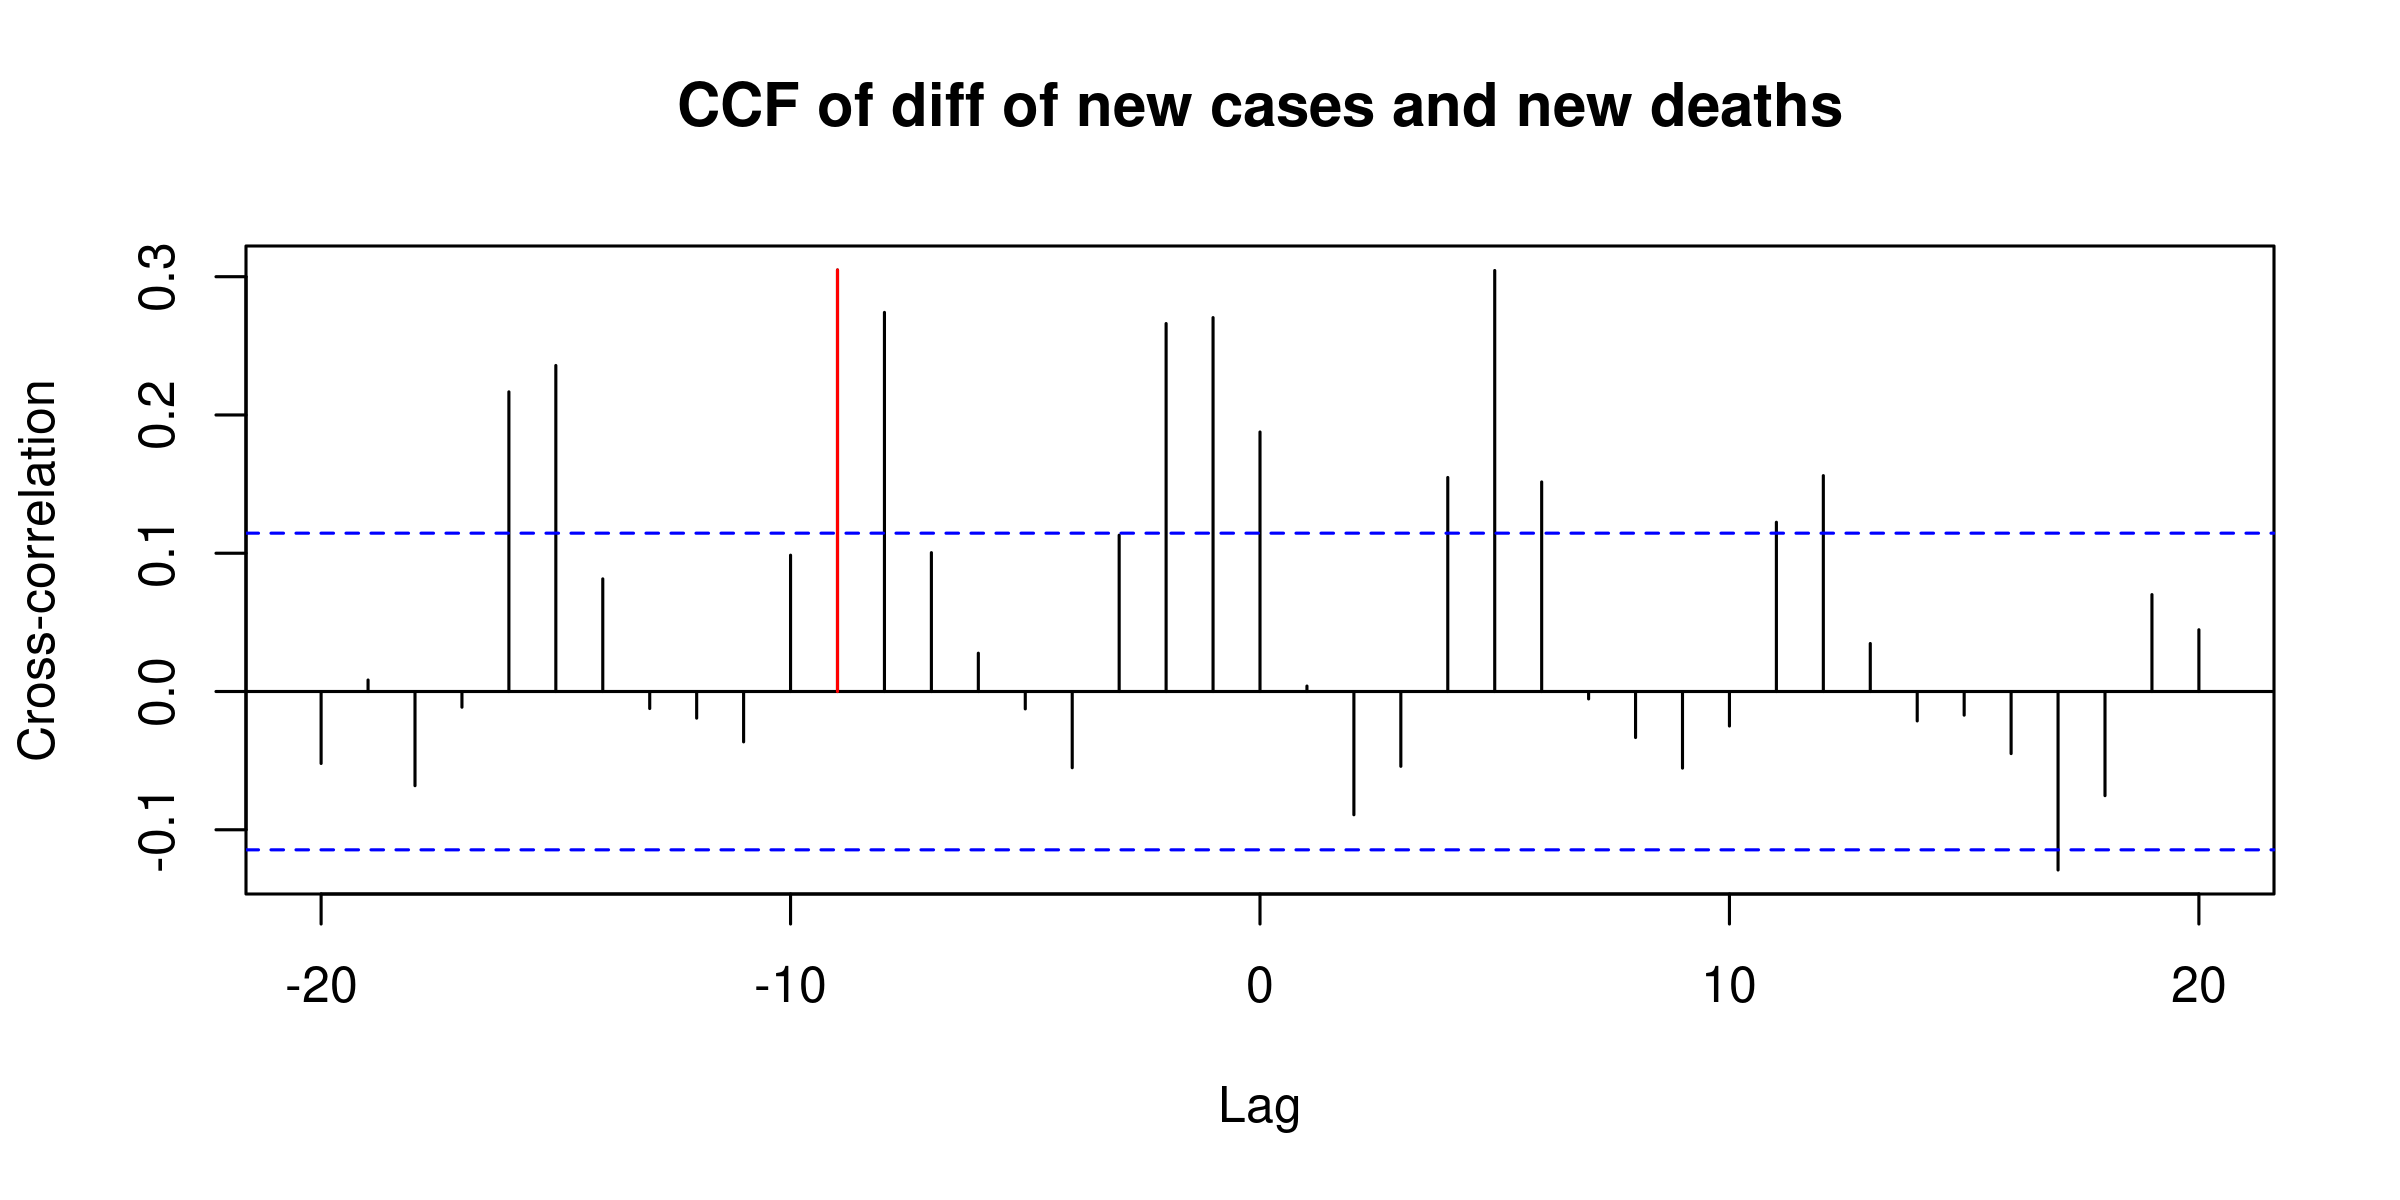 CCF of diff of new cases and new deaths
Cross-correlation
0.3
0.2
0.1
0.0
-0.1
-20 -10 0 10 20
Lag